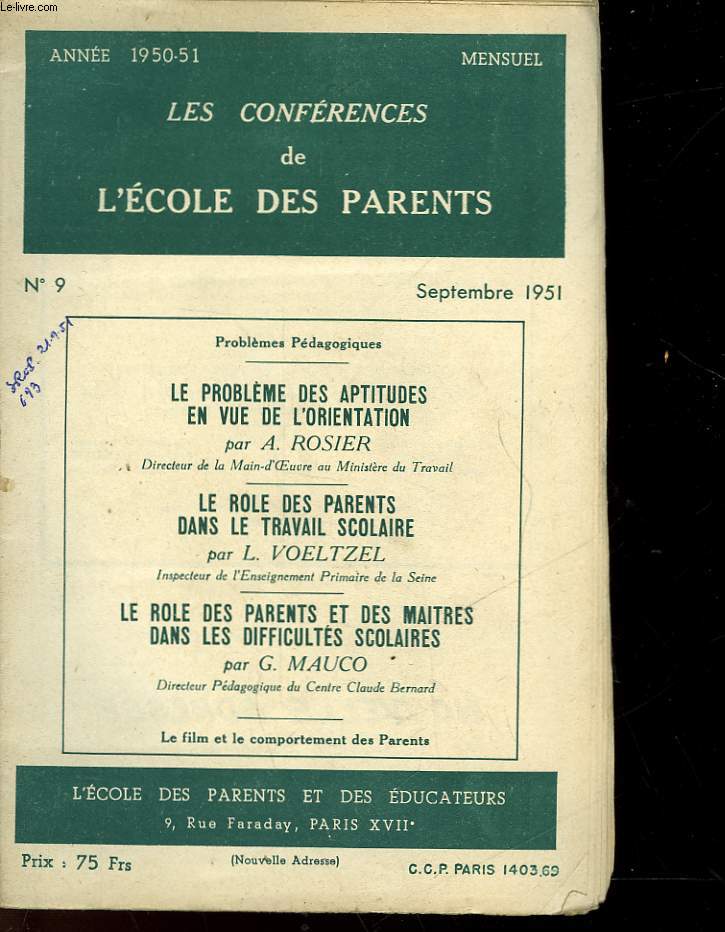 Le-livre.com
ANNÉE 1950-51 MENSUEL
LES CONFÉRENCES
de
L'ÉCOLE DES PARENTS
N° 9 Septembre 1951
Problèmes Pédagogiques
LE PROBLÈME DES APTITUDES
EN VUE DE L'ORIENTATION
par A. ROSIER
Directeur de la Main-d'Œuvre au Ministère du Travail
LE ROLE DES PARENTS
DANS LE TRAVAIL SCOLAIRE
par L. VOELTZEL
Inspecteur de l'Enseignement Primaire de la Seine
LE ROLE DES PARENTS ET DES MAITRES
DANS LES DIFFICULTÉS SCOLAIRES
par G. MAUCO
Directeur Pédagogique du Centre Claude Bernard
Le film et le comportement des Parents
L'ÉCOLE DES PARENTS ET DES ÉDUCATEURS
9, Rue Faraday, PARIS XVIIe
Prix : 75 Frs (Nouvelle Adresse) C.C.P. PARIS 1403.69